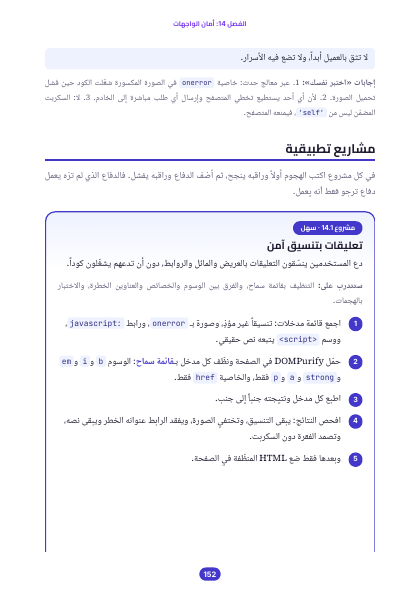 الفصل 14: أمان الواجهات
لا تثق بالعميل أبداً، ولا تضع فيه الأسرار.
إجابات «اختبر نفسك»: 1. عبر معالج حدث: خاصية onerror في الصورة المكسورة شغّلت الكود حين فشل
تحميل الصورة. 2. لأن أي أحد يستطيع تخطي المتصفح وإرسال أي طلب مباشرة إلى الخادم. 3. لا: السكربت
المضمّن ليس من 'self'، فيمنعه المتصفح.
مشاريع تطبيقية
في كل مشروع اكتب الهجوم أولاً وراقبه ينجح، ثم أضف الدفاع وراقبه يفشل. فالدفاع الذي لم تره يعمل
دفاع ترجو فقط أنه يعمل.
مشروع 14.1 · سهل
تعليقات بتنسيق آمن
دع المستخدمين ينسّقون التعليقات بالعريض والمائل والروابط، دون أن تدعهم يشغّلون كوداً.
ستتدرب على: التنظيف بقائمة سماح، والفرق بين الوسوم والخصائص وعناوين الخطرة، والاختبار
بالهجمات.
1 اجمع قائمة مدخلات: تنسيقاً غير مؤذٍ، وصورة بـ onerror، ورابط javascript:،
ووسم <script> يتبعه نص حقيقي.
2 حمّل DOMPurify في الصفحة ونظّف كل مدخل بقائمة سماح: الوسوم b و i و em
و strong و a و p فقط، والخاصية href فقط.
3 اطبع كل مدخل ونتيجته جنباً إلى جنب.
4 افحص النتائج: يبقى التنسيق، وتختفي الصورة، ويفقد الرابط عنوانه الخطر ويبقى نصه،
وتصمد الفقرة دون السكربت.
5 وبعدها فقط ضع HTML المنظّفة في الصفحة.
152